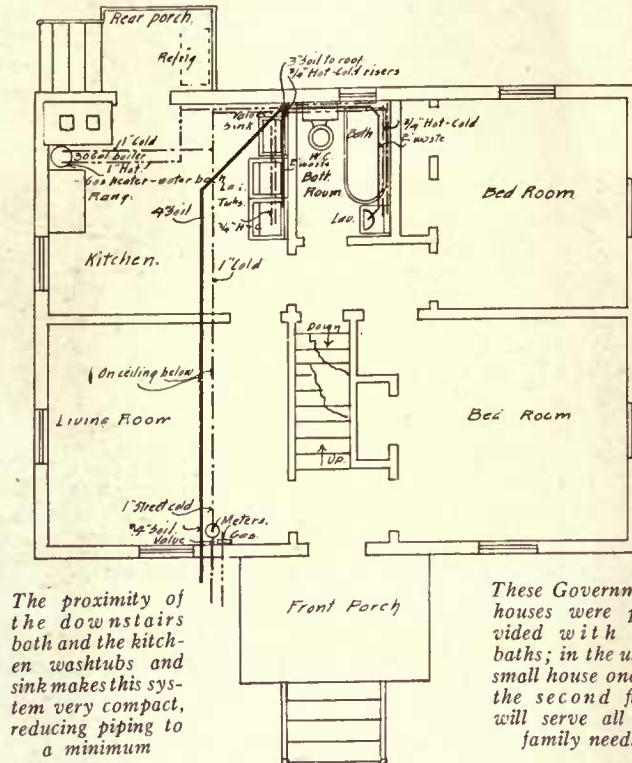 Rear porch.
Refrig
3" Soil to roof
3/4" Hot-Cold risers
Sink
Bath
3/4" Hot-Cold
2" waste
1" Cold
30 Gal boiler
1" Hot.
Gas heater-water back
Rang.
4" Soil
Tubs.
2" waste
3/4" H-C
W.C.
Bath
Room
Lav.
Bed Room
Kitchen.
1" Cold
Down
On ceiling below
Living Room
UP.
Bed Room
1" Street cold
4" Soil.
Valve
Meters.
Gas.
Front Porch
The proximity of
the downstairs
bath and the kitch-
en washtubs and
sink makes this sys-
tem very compact,
reducing piping to
a minimum
These Governm
houses were p
vided with
baths; in the u
small house one
the second f
will serve all
family need